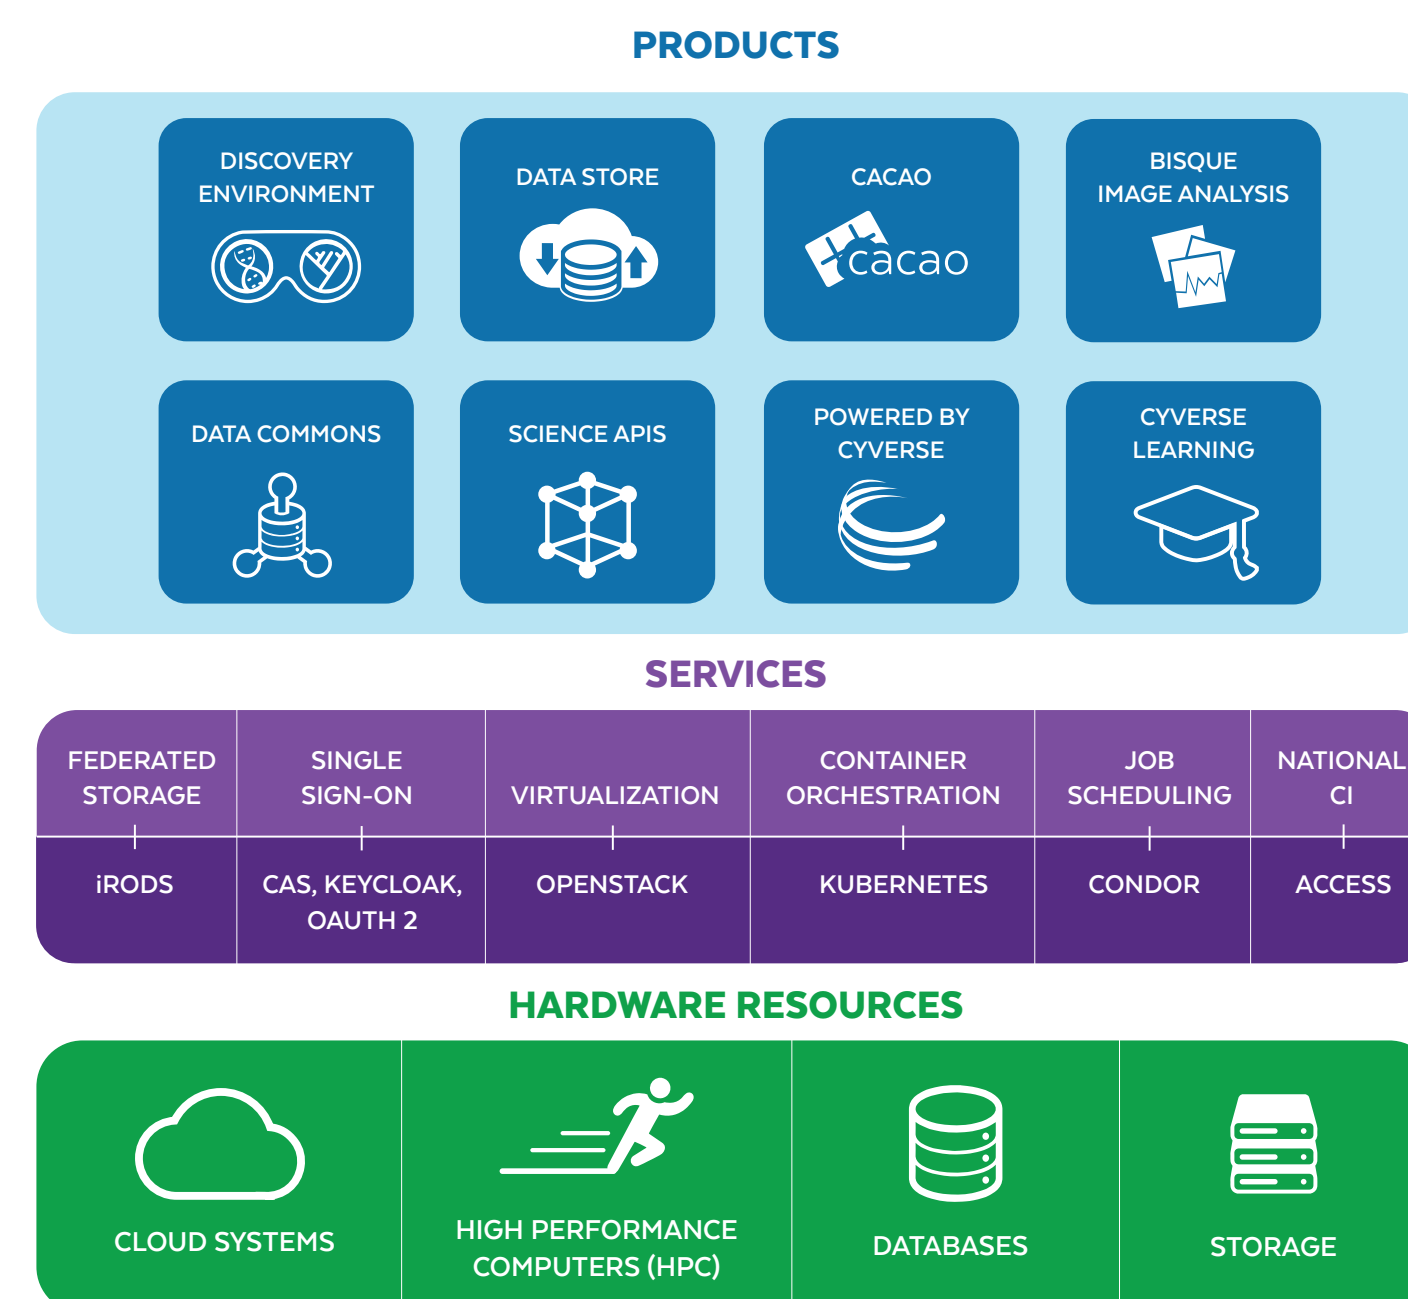 PRODUCTS
DISCOVERY
ENVIRONMENT
DATA STORE
CACAO
cacao
BISQUE
IMAGE ANALYSIS
DATA COMMONS
SCIENCE APIS
POWERED BY
CYVERSE
CYVERSE
LEARNING
SERVICES
FEDERATED
STORAGE
SINGLE
SIGN-ON
VIRTUALIZATION
CONTAINER
ORCHESTRATION
JOB
SCHEDULING
NATIONAL
CI
iRODS
CAS, KEYCLOAK,
OAUTH 2
OPENSTACK
KUBERNETES
CONDOR
ACCESS
HARDWARE RESOURCES
CLOUD SYSTEMS
HIGH PERFORMANCE
COMPUTERS (HPC)
DATABASES
STORAGE